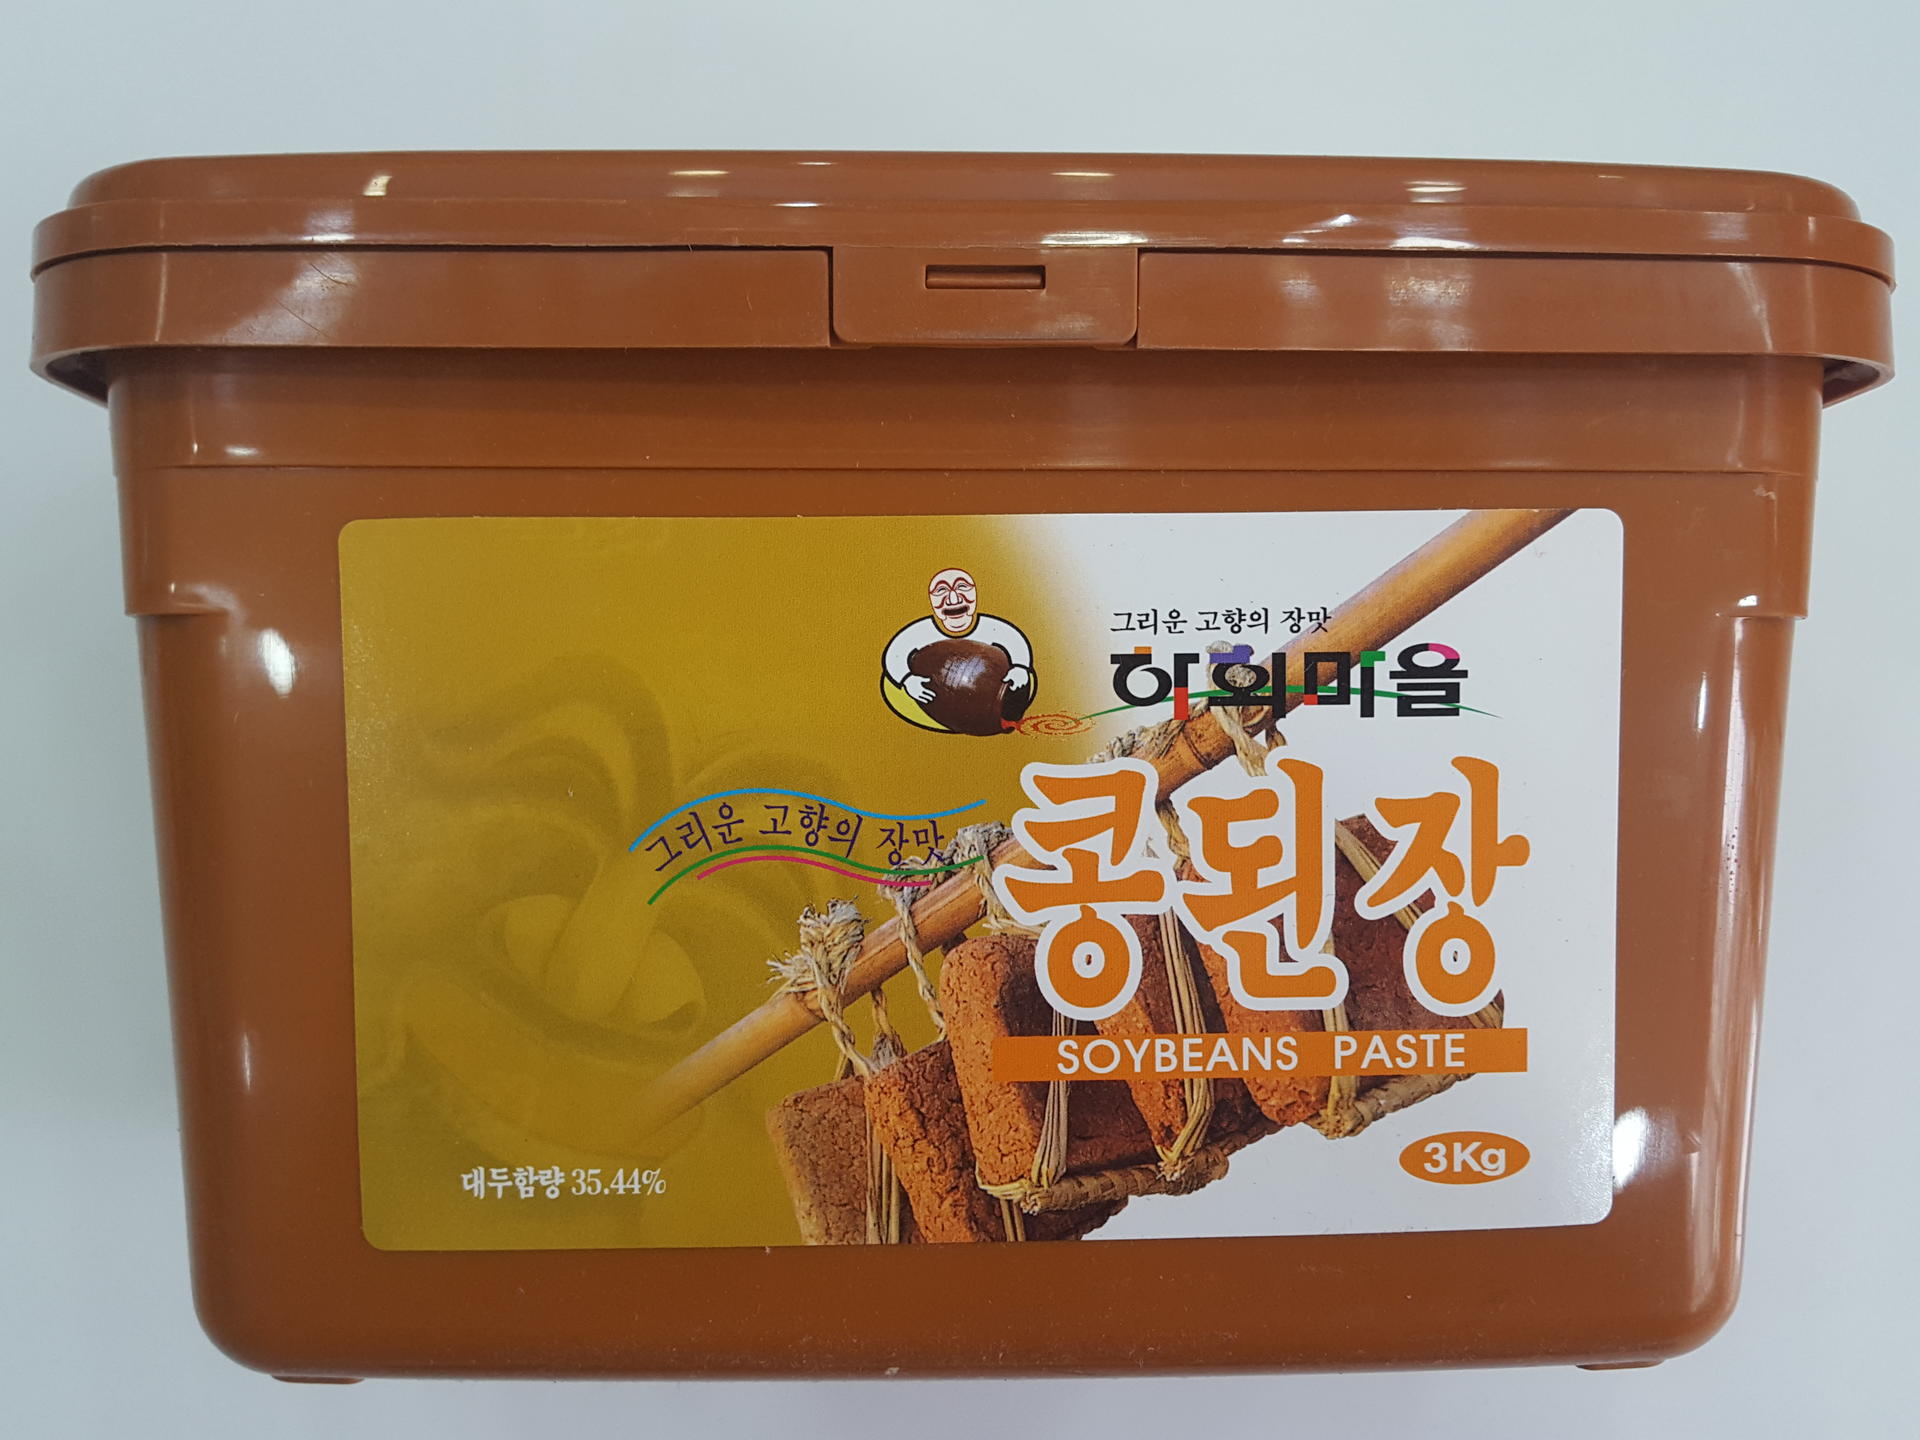 그리운 고향의 장맛
하회마을
그리운 고향의 장맛
콩된장
SOYBEANS PASTE
대두함량 35.44%
3Kg